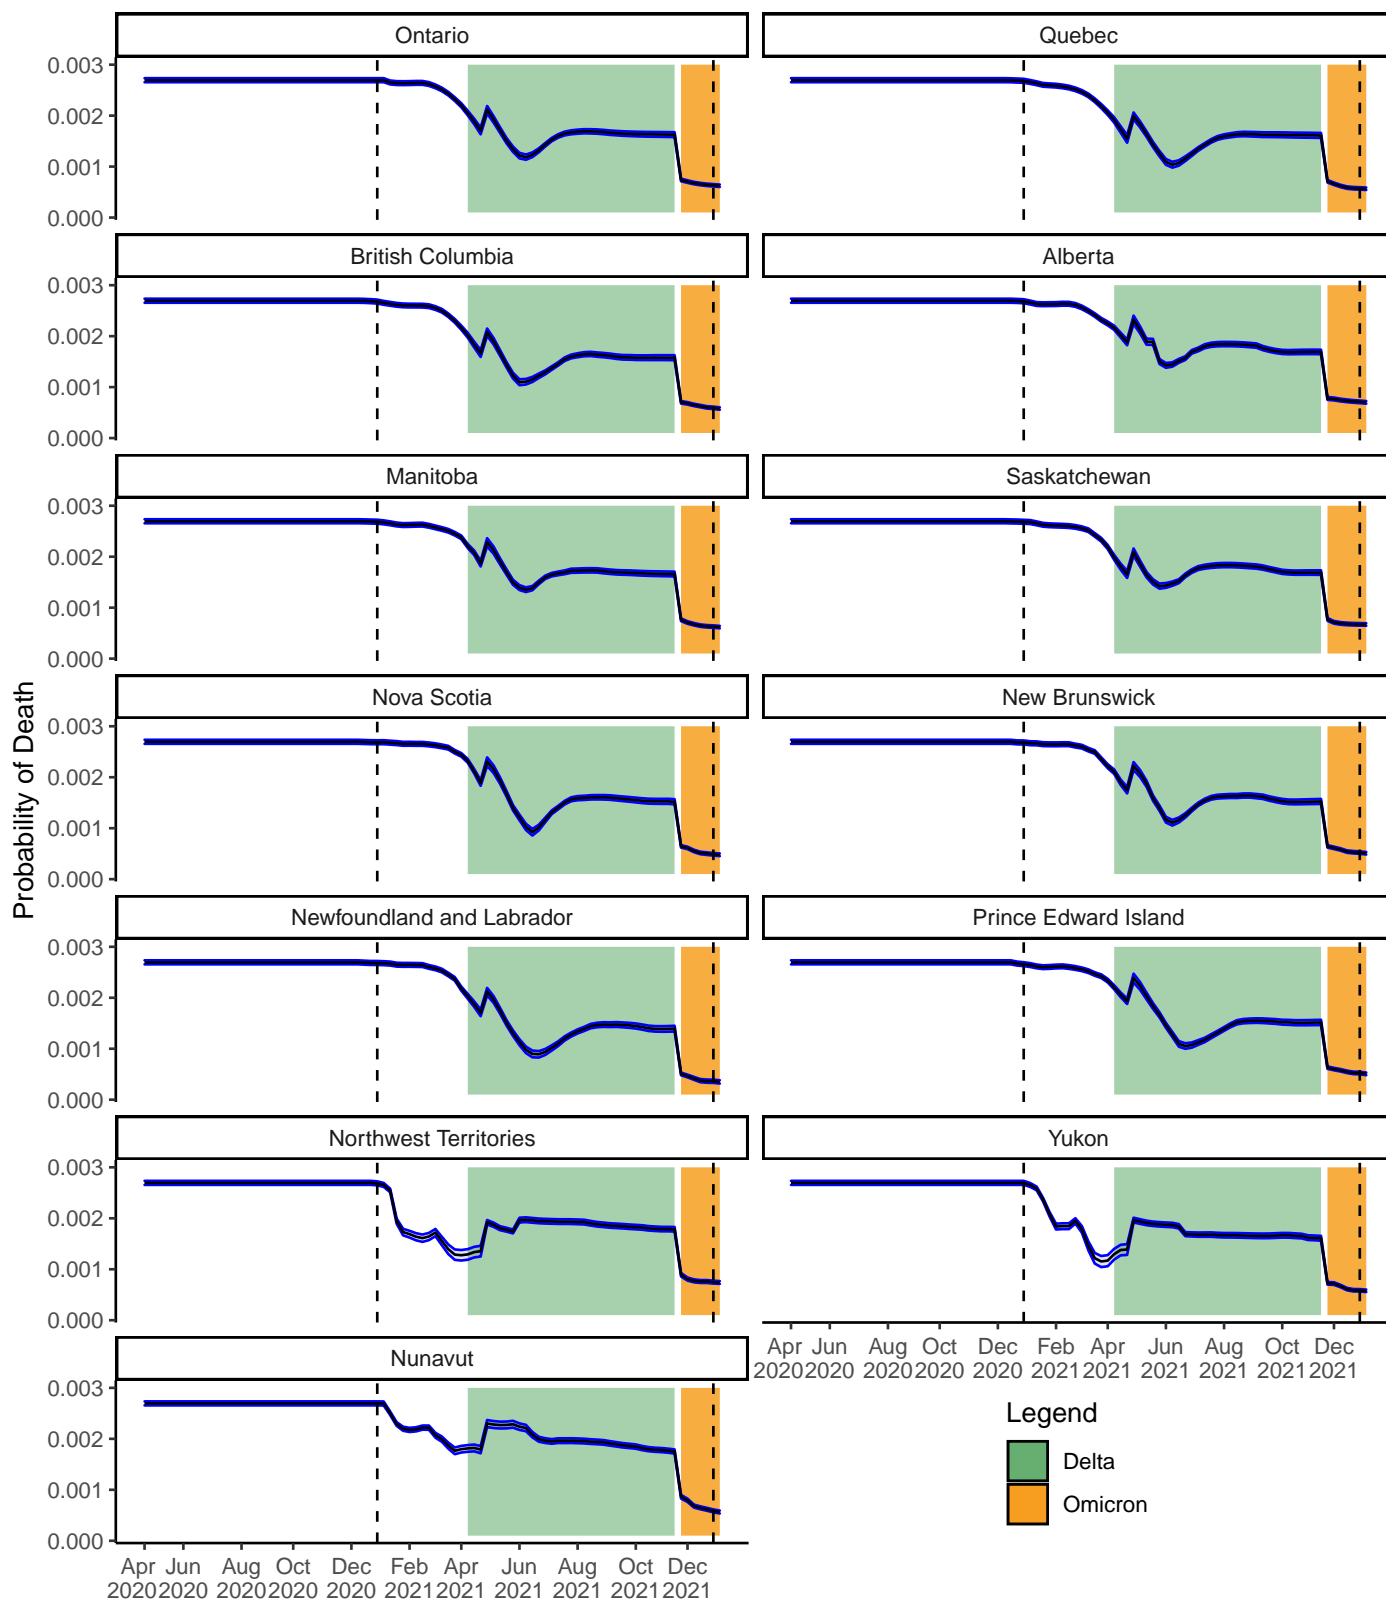 Ontario
Quebec
0.003
0.002
0.001
0.000
British Columbia
Alberta
0.003
0.002
0.001
0.000
Manitoba
Saskatchewan
0.003
0.002
0.001
0.000
Nova Scotia
New Brunswick
0.003
0.002
0.001
0.000
Probability of Death
Newfoundland and Labrador
Prince Edward Island
0.003
0.002
0.001
0.000
Northwest Territories
Yukon
0.003
0.002
0.001
0.000
Apr Jun Aug Oct Dec Feb Apr Jun Aug Oct Dec
2020 2020 2020 2020 2020 2021 2021 2021 2021 2021 2021
Nunavut
0.003
0.002
0.001
0.000
Apr Jun Aug Oct Dec Feb Apr Jun Aug Oct Dec
2020 2020 2020 2020 2020 2021 2021 2021 2021 2021 2021
Legend
Delta
Omicron